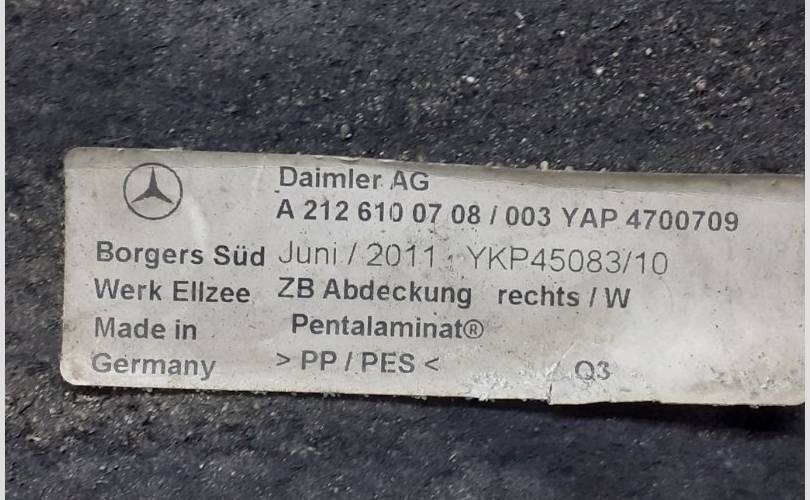 Daimler AG
A 212 610 07 08 / 003 YAP 4700709
Borgers Süd Juni / 2011 YKP45083/10
Werk Ellzee ZB Abdeckung rechts / W
Made in Pentalaminat®
Germany > PP / PES < Q3